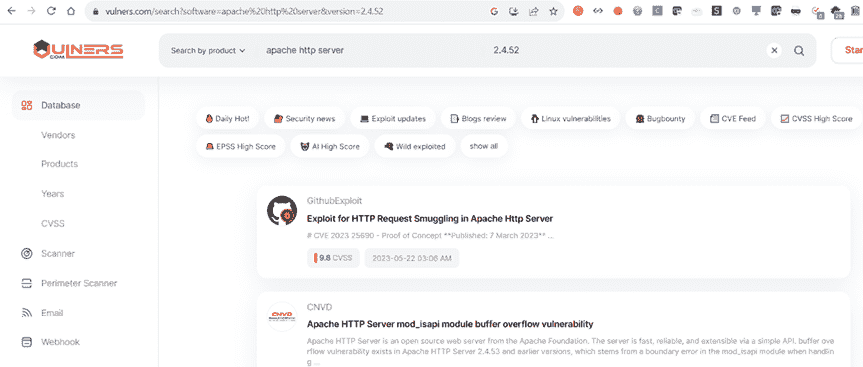 vulners.com/search?software=apache%20http%20server&version=2.4.52
VULNERS
.COM
Search by product
apache http server
2.4.52
Star
Database
Vendors
Products
Years
CVSS
Scanner
Perimeter Scanner
Email
Webhook
Daily Hot!
Security news
Exploit updates
Blogs review
Linux vulnerabilities
Bugbounty
CVE Feed
CVSS High Score
EPSS High Score
AI High Score
Wild exploited
show all
GithubExploit
Exploit for HTTP Request Smuggling in Apache Http Server
# CVE 2023 25690 - Proof of Concept **Published: 7 March 2023** ...
9.8 CVSS
2023-05-22 03:06 AM
CNVD
CNVD
Apache HTTP Server mod_isapi module buffer overflow vulnerability
Apache HTTP Server is an open source web server from the Apache Foundation. The server is fast, reliable, and extensible via a simple API. buffer ove
rflow vulnerability exists in Apache HTTP Server 2.4.53 and earlier versions, which stems from a boundary error in the mod_isapi module when handlin
g ...